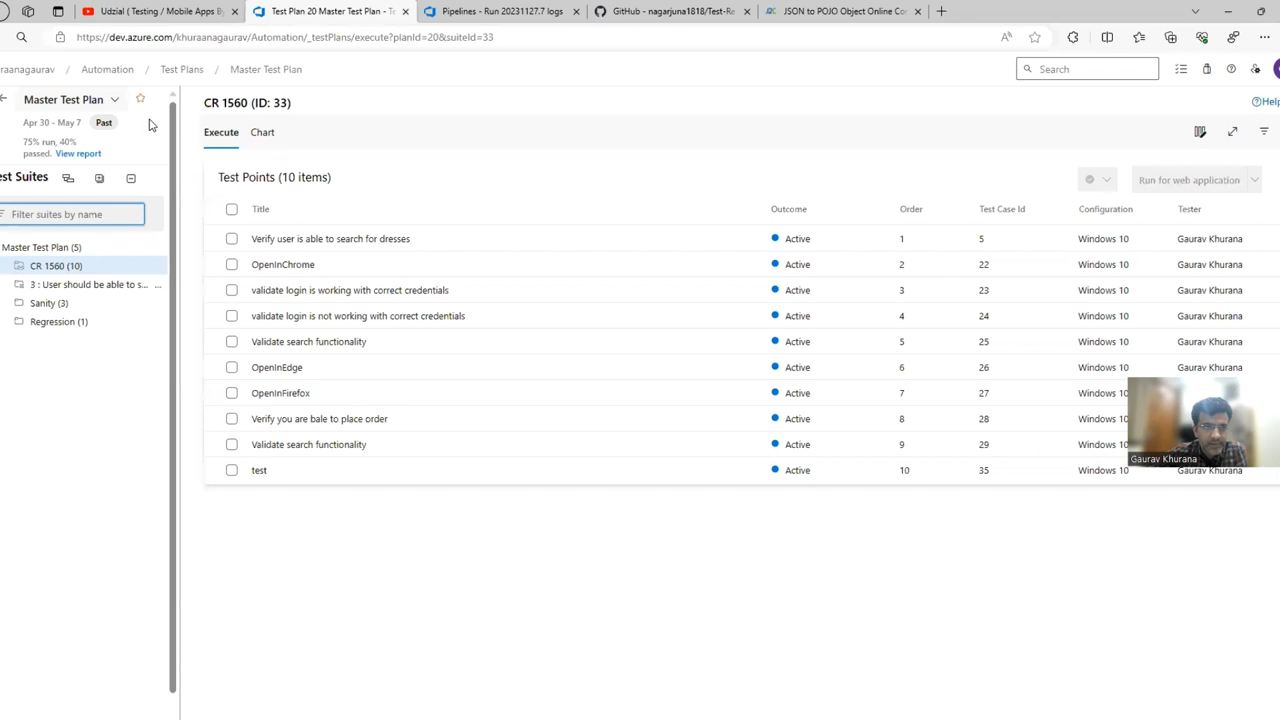 Udzial ( Testing / Mobile Apps By
Test Plan 20 Master Test Plan - Te
Pipelines - Run 20231127.7 logs
GitHub - nagarjuna1818/Test-Re
JSON to POJO Object Online Con
https://dev.azure.com/khuraanagaurav/Automation/_testPlans/execute?planId=20&suiteId=33
raanagaurav / Automation / Test Plans / Master Test Plan
Search
Master Test Plan
CR 1560 (ID: 33)
Help
Apr 30 - May 7 Past
75% run, 40%
passed. View report
Execute Chart
est Suites
Test Points (10 items)
Run for web application
Filter suites by name
Title Outcome Order Test Case Id Configuration Tester
Master Test Plan (5)
CR 1560 (10)
3 : User should be able to s... ...
Sanity (3)
Regression (1)
Verify user is able to search for dresses Active 1 5 Windows 10 Gaurav Khurana
OpenInChrome Active 2 22 Windows 10 Gaurav Khurana
validate login is working with correct credentials Active 3 23 Windows 10 Gaurav Khurana
validate login is not working with correct credentials Active 4 24 Windows 10 Gaurav Khurana
Validate search functionality Active 5 25 Windows 10 Gaurav Khurana
OpenInEdge Active 6 26 Windows 10 Gaurav Khurana
OpenInFirefox Active 7 27 Windows 10
Verify you are bale to place order Active 8 28 Windows 10
Validate search functionality Active 9 29 Windows 10
Gaurav Khurana
test Active 10 35 Windows 10 Gaurav Khurana